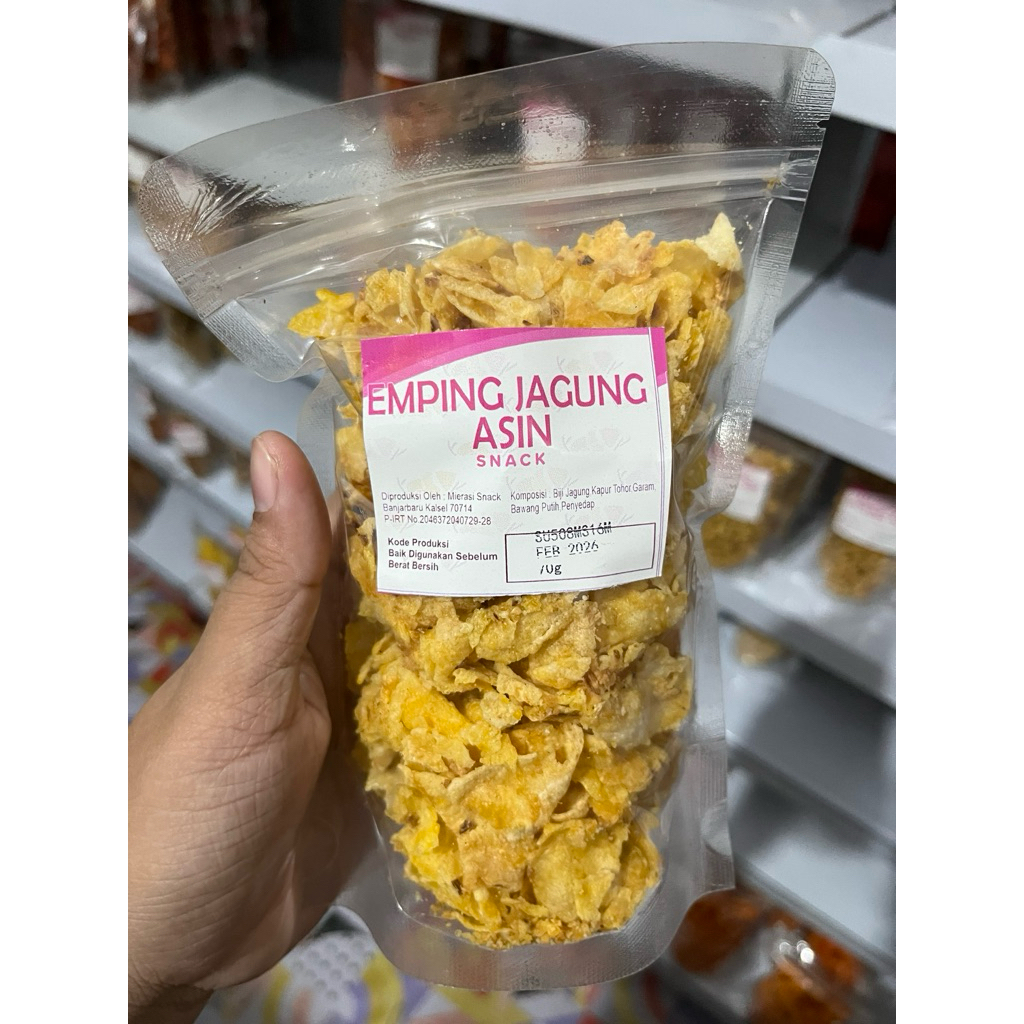 EMPING JAGUNG
ASIN
SNACK
Diproduksi Oleh : Mierasi Snack
Banjarbaru Kalsel 70714
P-IRT No.2046372040729-28
Komposisi : Biji Jagung Kapur Tohor Garam,
Bawang Putih,Penyedap
Kode Produksi
Baik Digunakan Sebelum
Berat Bersih
SU508MS16M
FEB 2026
70g